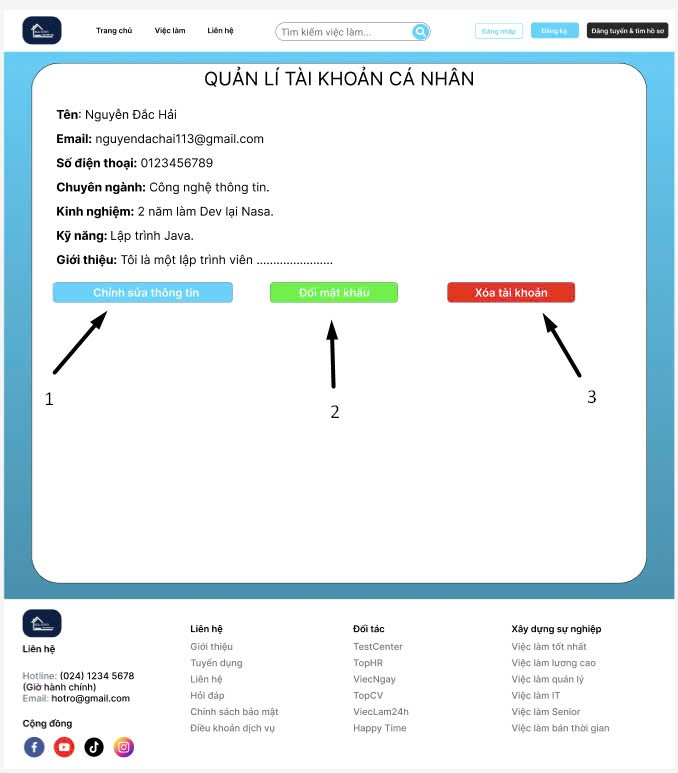 Trang chủ Việc làm Liên hệ Tìm kiếm việc làm... Đăng nhập Đăng ký Đăng tuyển & tìm hồ sơ
QUẢN LÍ TÀI KHOẢN CÁ NHÂN
Tên: Nguyễn Đắc Hải
Email: nguyendachai113@gmail.com
Số điện thoại: 0123456789
Chuyên ngành: Công nghệ thông tin.
Kinh nghiệm: 2 năm làm Dev lại Nasa.
Kỹ năng: Lập trình Java.
Giới thiệu: Tôi là một lập trình viên .......................
Chỉnh sửa thông tin Đổi mật khẩu Xóa tài khoản
1
2
3
Liên hệ
Hotline: (024) 1234 5678
(Giờ hành chính)
Email: hotro@gmail.com
Cộng đồng
Liên hệ
Giới thiệu
Tuyển dụng
Liên hệ
Hỏi đáp
Chính sách bảo mật
Điều khoản dịch vụ
Đối tác
TestCenter
TopHR
ViecNgay
TopCV
ViecLam24h
Happy Time
Xây dựng sự nghiệp
Việc làm tốt nhất
Việc làm lương cao
Việc làm quản lý
Việc làm IT
Việc làm Senior
Việc làm bán thời gian